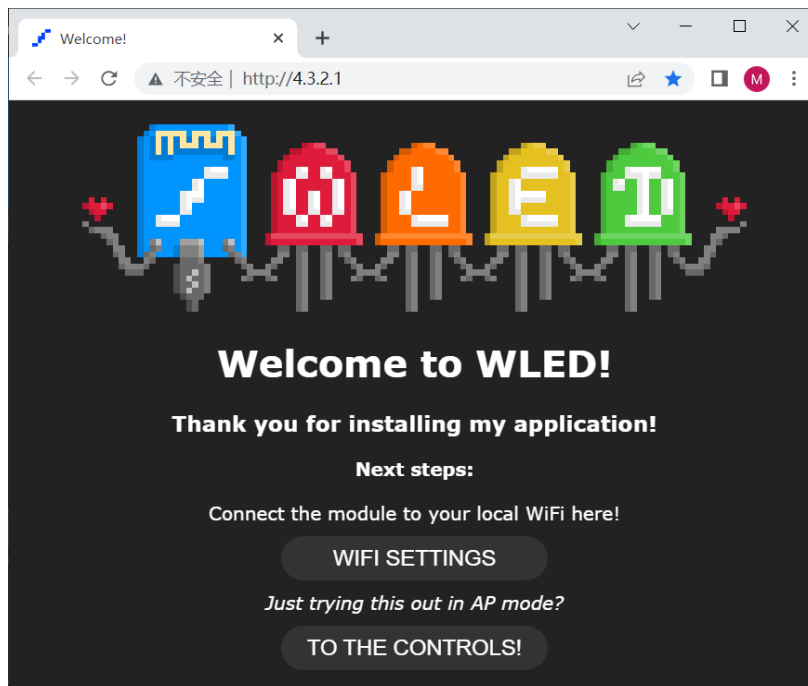 Welcome!
不安全 | http://4.3.2.1
M
WLED
Welcome to WLED!
Thank you for installing my application!
Next steps:
Connect the module to your local WiFi here!
WIFI SETTINGS
Just trying this out in AP mode?
TO THE CONTROLS!